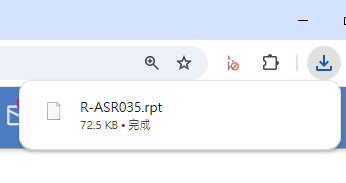 R-ASR035.rpt
72.5 KB • 完成